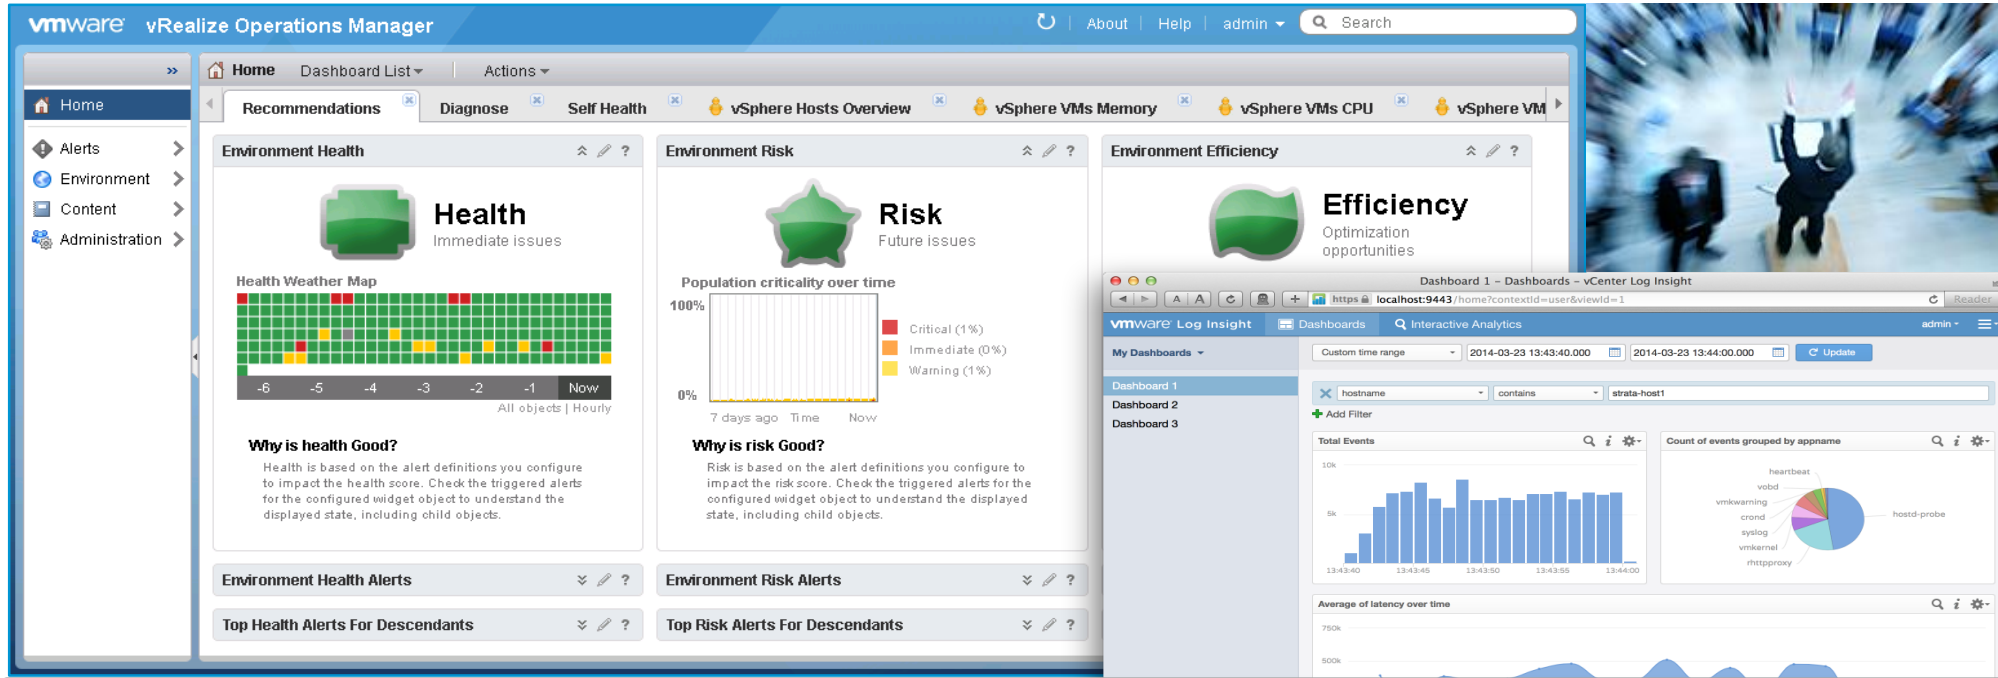 vmware vRealize Operations Manager
About | Help | admin
Search
Home
Alerts
Environment
Content
Administration
Home Dashboard List Actions
Recommendations Diagnose Self Health vSphere Hosts Overview vSphere VMs Memory vSphere VMs CPU vSphere VM
Environment Health
Health
Immediate issues
Health Weather Map
-6 -5 -4 -3 -2 -1 Now
All objects | Hourly
Why is health Good?
Health is based on the alert definitions you configure
to impact the health score. Check the triggered alerts
for the configured widget object to understand the
displayed state, including child objects.
Environment Health Alerts
Top Health Alerts For Descendants
Environment Risk
Risk
Future issues
Population criticality over time
100%
0%
Critical (1%)
Immediate (0%)
Warning (1%)
7 days ago Time Now
Why is risk Good?
Risk is based on the alert definitions you configure to
impact the risk score. Check the triggered alerts for the
configured widget object to understand the displayed
state, including child objects.
Environment Risk Alerts
Top Risk Alerts For Descendants
Environment Efficiency
Efficiency
Optimization
opportunities
Dashboard 1 - Dashboards - vCenter Log Insight
A A
https localhost:9443/home?contextId=user&viewId=1
Reader
vmware Log Insight Dashboards Interactive Analytics
admin
My Dashboards
Dashboard 1
Dashboard 2
Dashboard 3
Custom time range 2014-03-23 13:43:40.000 2014-03-23 13:44:00.000 Update
hostname contains strata-host1
Add Filter
Total Events
10k
5k
13:43:40 13:43:45 13:43:50 13:43:55 13:44:00
Count of events grouped by appname
heartbeat
vobd
vmkwarning
crond
syslog
vmkernel
rhttpproxy
hostd-probe
Average of latency over time
750k
500k